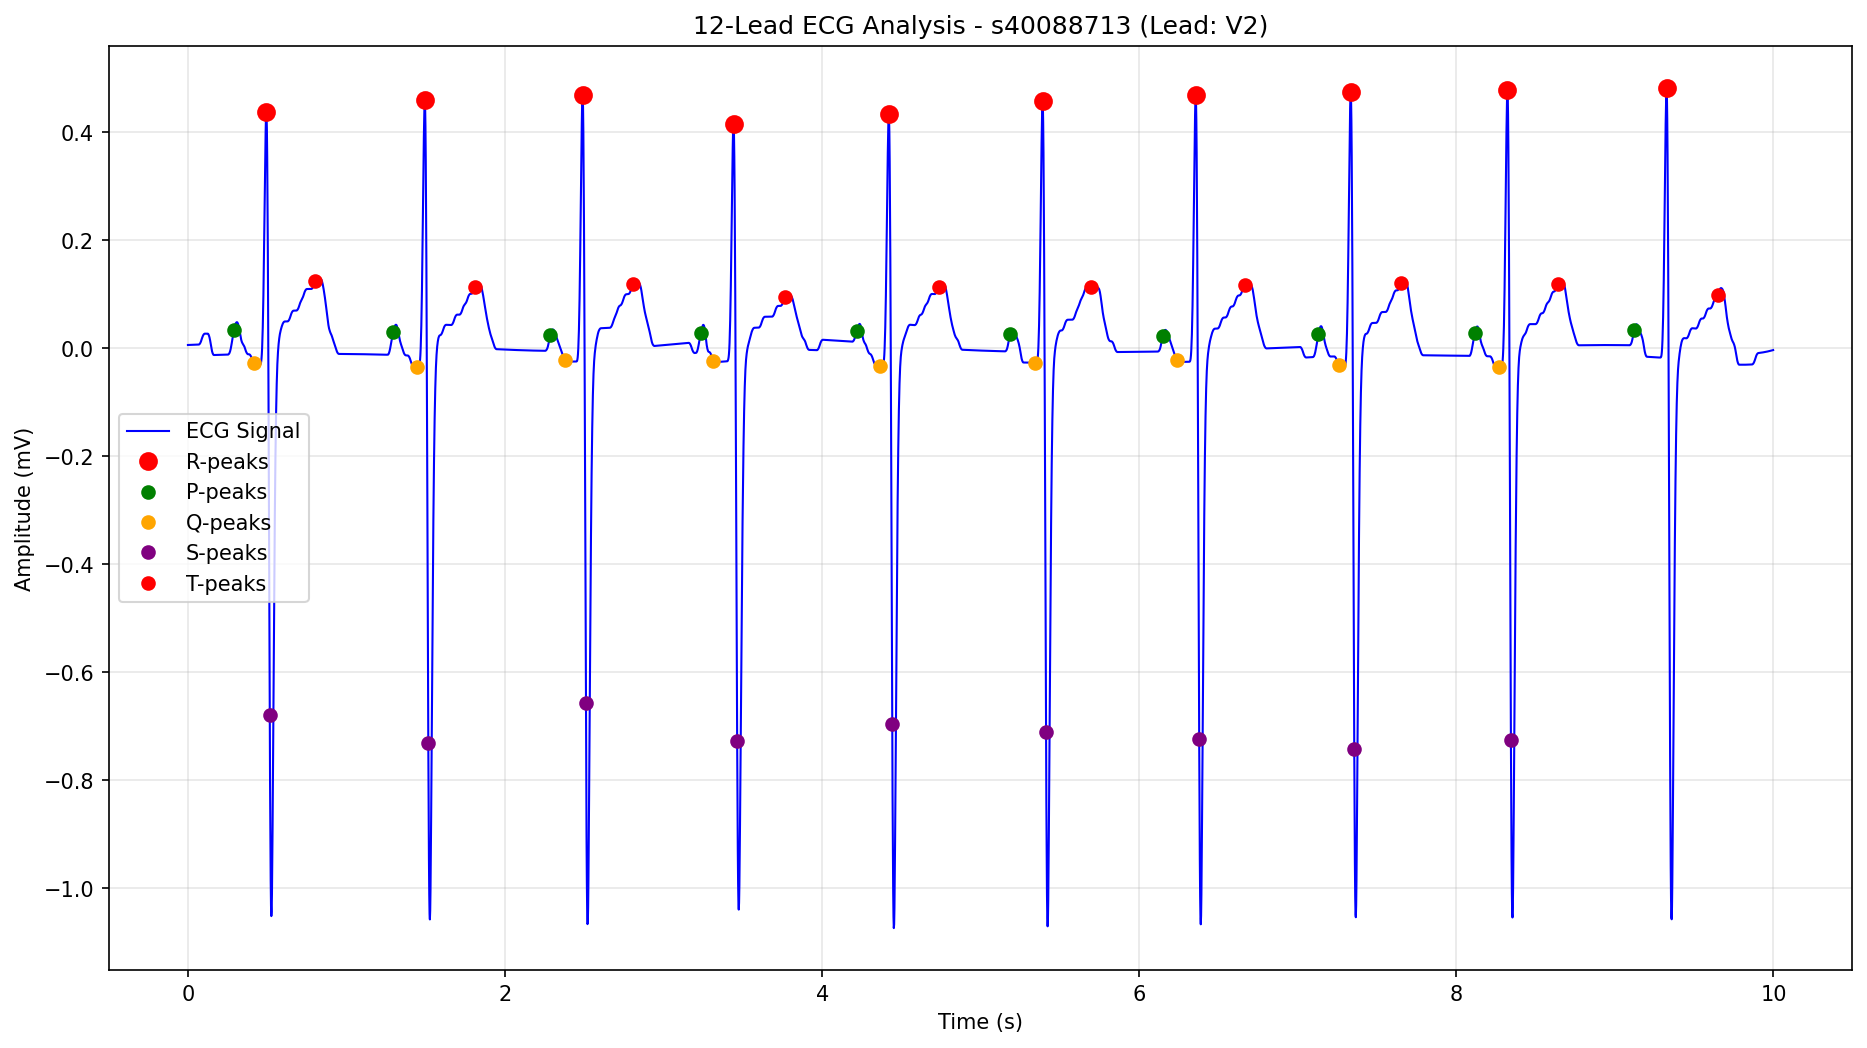 12-Lead ECG Analysis - s40088713 (Lead: V2)
Amplitude (mV)
0.4
0.2
0.0
−0.2
−0.4
−0.6
−0.8
−1.0
ECG Signal
R-peaks
P-peaks
Q-peaks
S-peaks
T-peaks
0 2 4 6 8 10
Time (s)